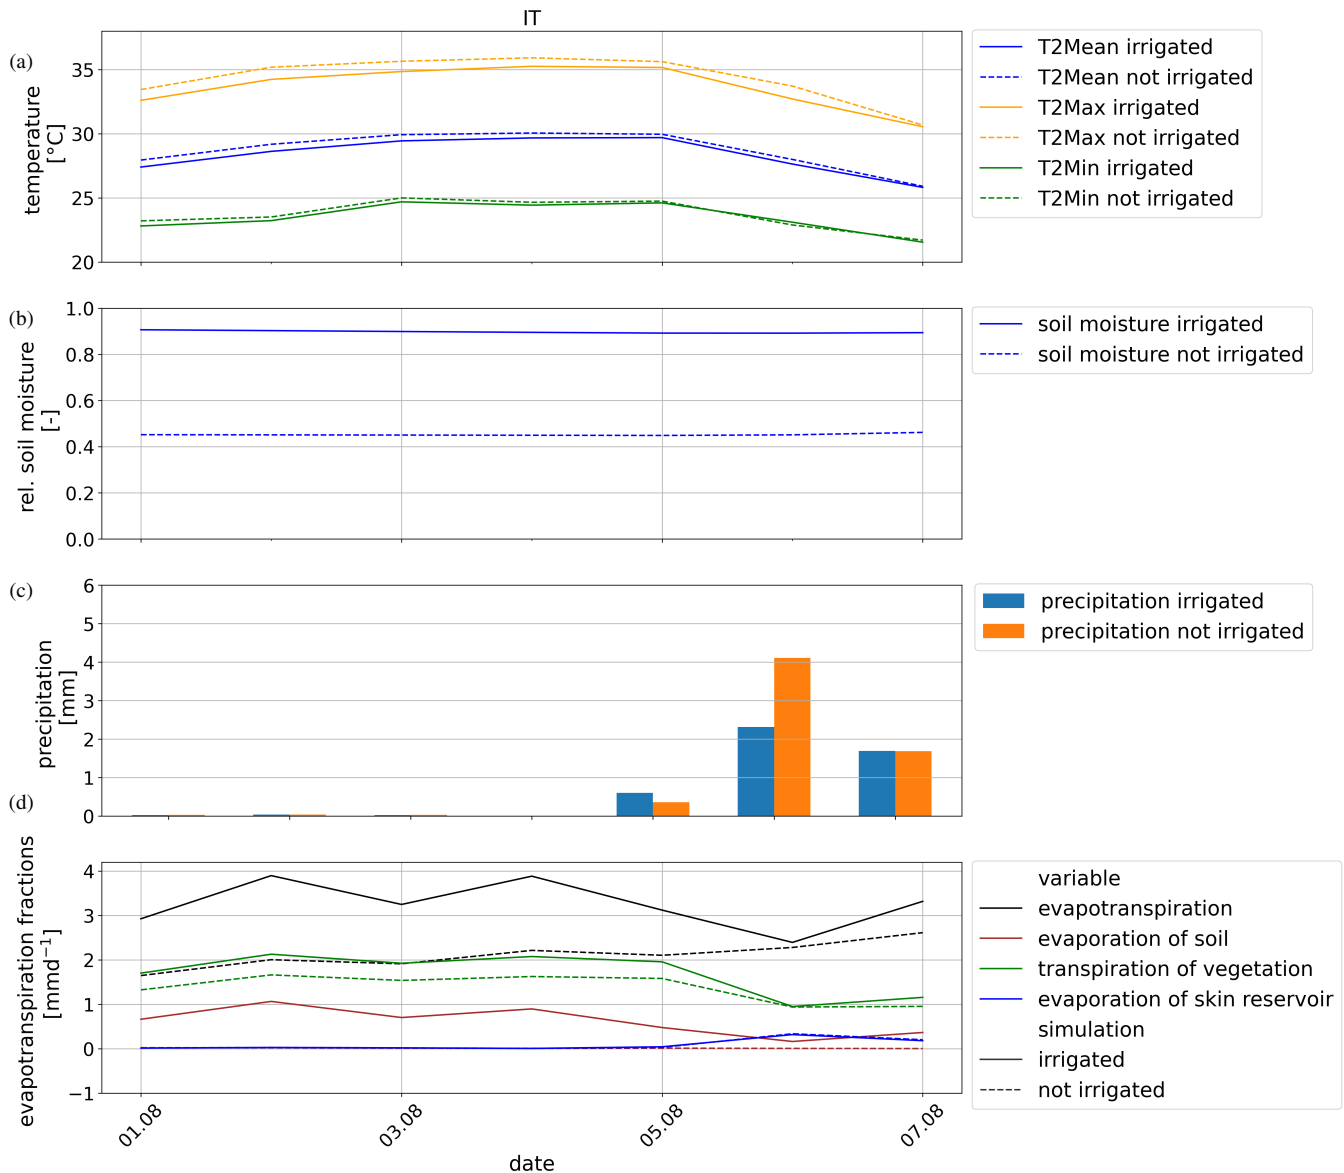 IT
(a)
35
30
25
20
temperature
[°C]
T2Mean irrigated
T2Mean not irrigated
T2Max irrigated
T2Max not irrigated
T2Min irrigated
T2Min not irrigated
(b)
1.0
0.8
0.6
0.4
0.2
0.0
rel. soil moisture
[-]
soil moisture irrigated
soil moisture not irrigated
(c)
6
5
4
3
2
1
0
precipitation
[mm]
precipitation irrigated
precipitation not irrigated
(d)
4
3
2
1
0
−1
evapotranspiration fractions
[mmd⁻¹]
variable
evapotranspiration
evaporation of soil
transpiration of vegetation
evaporation of skin reservoir
simulation
irrigated
not irrigated
01.08
03.08
05.08
07.08
date